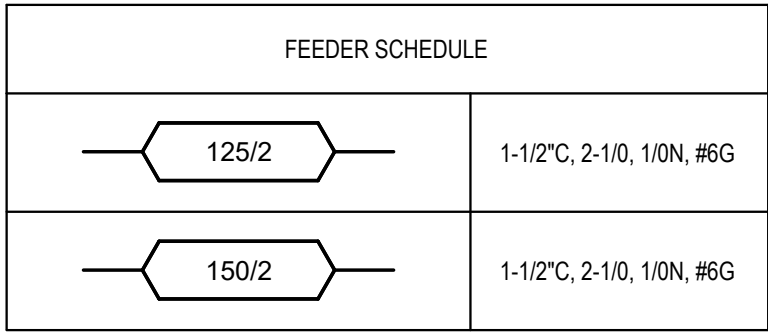 FEEDER SCHEDULE
125/2
1-1/2"C, 2-1/0, 1/0N, #6G
150/2
1-1/2"C, 2-1/0, 1/0N, #6G